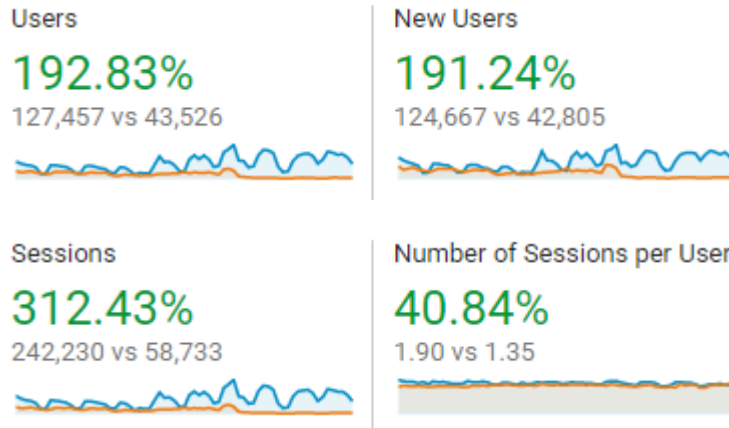 Users
192.83%
127,457 vs 43,526
New Users
191.24%
124,667 vs 42,805
Sessions
312.43%
242,230 vs 58,733
Number of Sessions per User
40.84%
1.90 vs 1.35